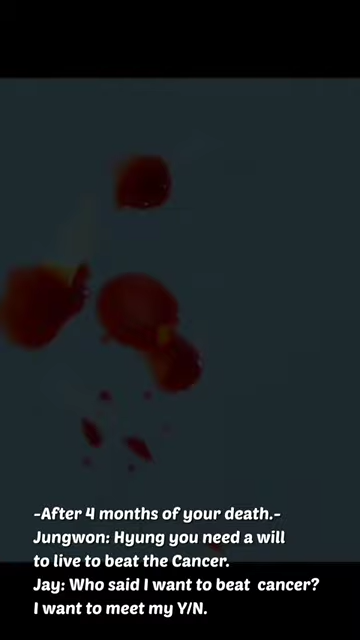 -After 4 months of your death.-
Jungwon: Hyung you need a will
to live to beat the Cancer.
Jay: Who said I want to beat  cancer?
I want to meet my Y/N.